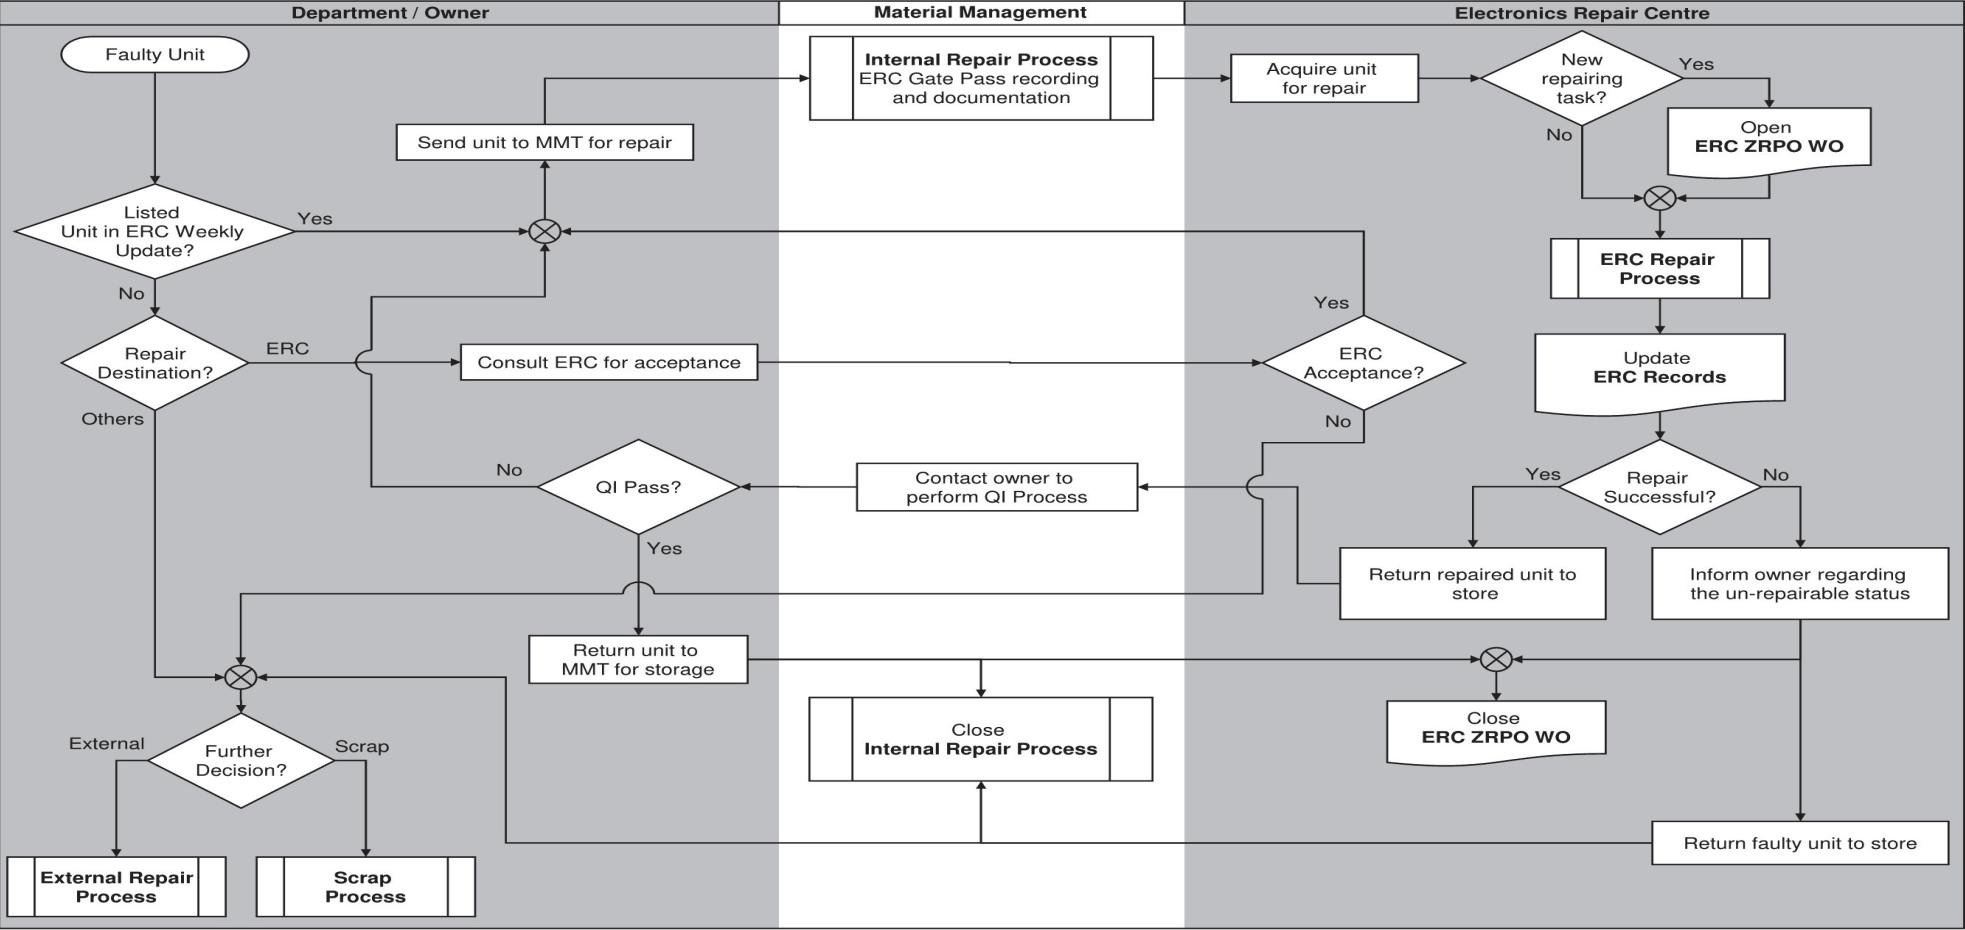 Department / Owner
Material Management
Electronics Repair Centre
Faulty Unit
Internal Repair Process
ERC Gate Pass recording
and documentation
Acquire unit
for repair
New
repairing
task?
Yes
No
Open
ERC ZRPO WO
Send unit to MMT for repair
Listed
Unit in ERC Weekly
Update?
Yes
No
ERC Repair
Process
Repair
Destination?
ERC
Others
Consult ERC for acceptance
Yes
ERC
Acceptance?
No
Update
ERC Records
No
QI Pass?
Yes
Contact owner to
perform QI Process
Yes
Repair
Successful?
No
Return repaired unit to
store
Inform owner regarding
the un-repairable status
Return unit to
MMT for storage
Close
Internal Repair Process
Close
ERC ZRPO WO
External
Further
Decision?
Scrap
Return faulty unit to store
External Repair
Process
Scrap
Process